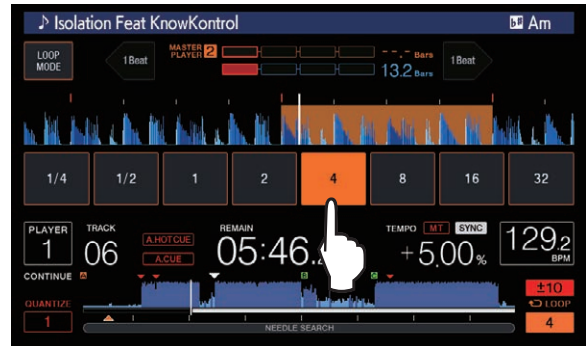 ♪ Isolation Feat KnowKontrol ♭# Am
LOOP MODE
1 Beat
MASTER PLAYER 2
--.- Bars
13.2 Bars
1 Beat
1/4 1/2 1 2 4 8 16 32
PLAYER 1
TRACK 06
A.HOT CUE
A.CUE
REMAIN 05:46.
TEMPO MT SYNC
+5.00%
129.2 BPM
CONTINUE A B C
±10
QUANTIZE 1
NEEDLE SEARCH
LOOP 4